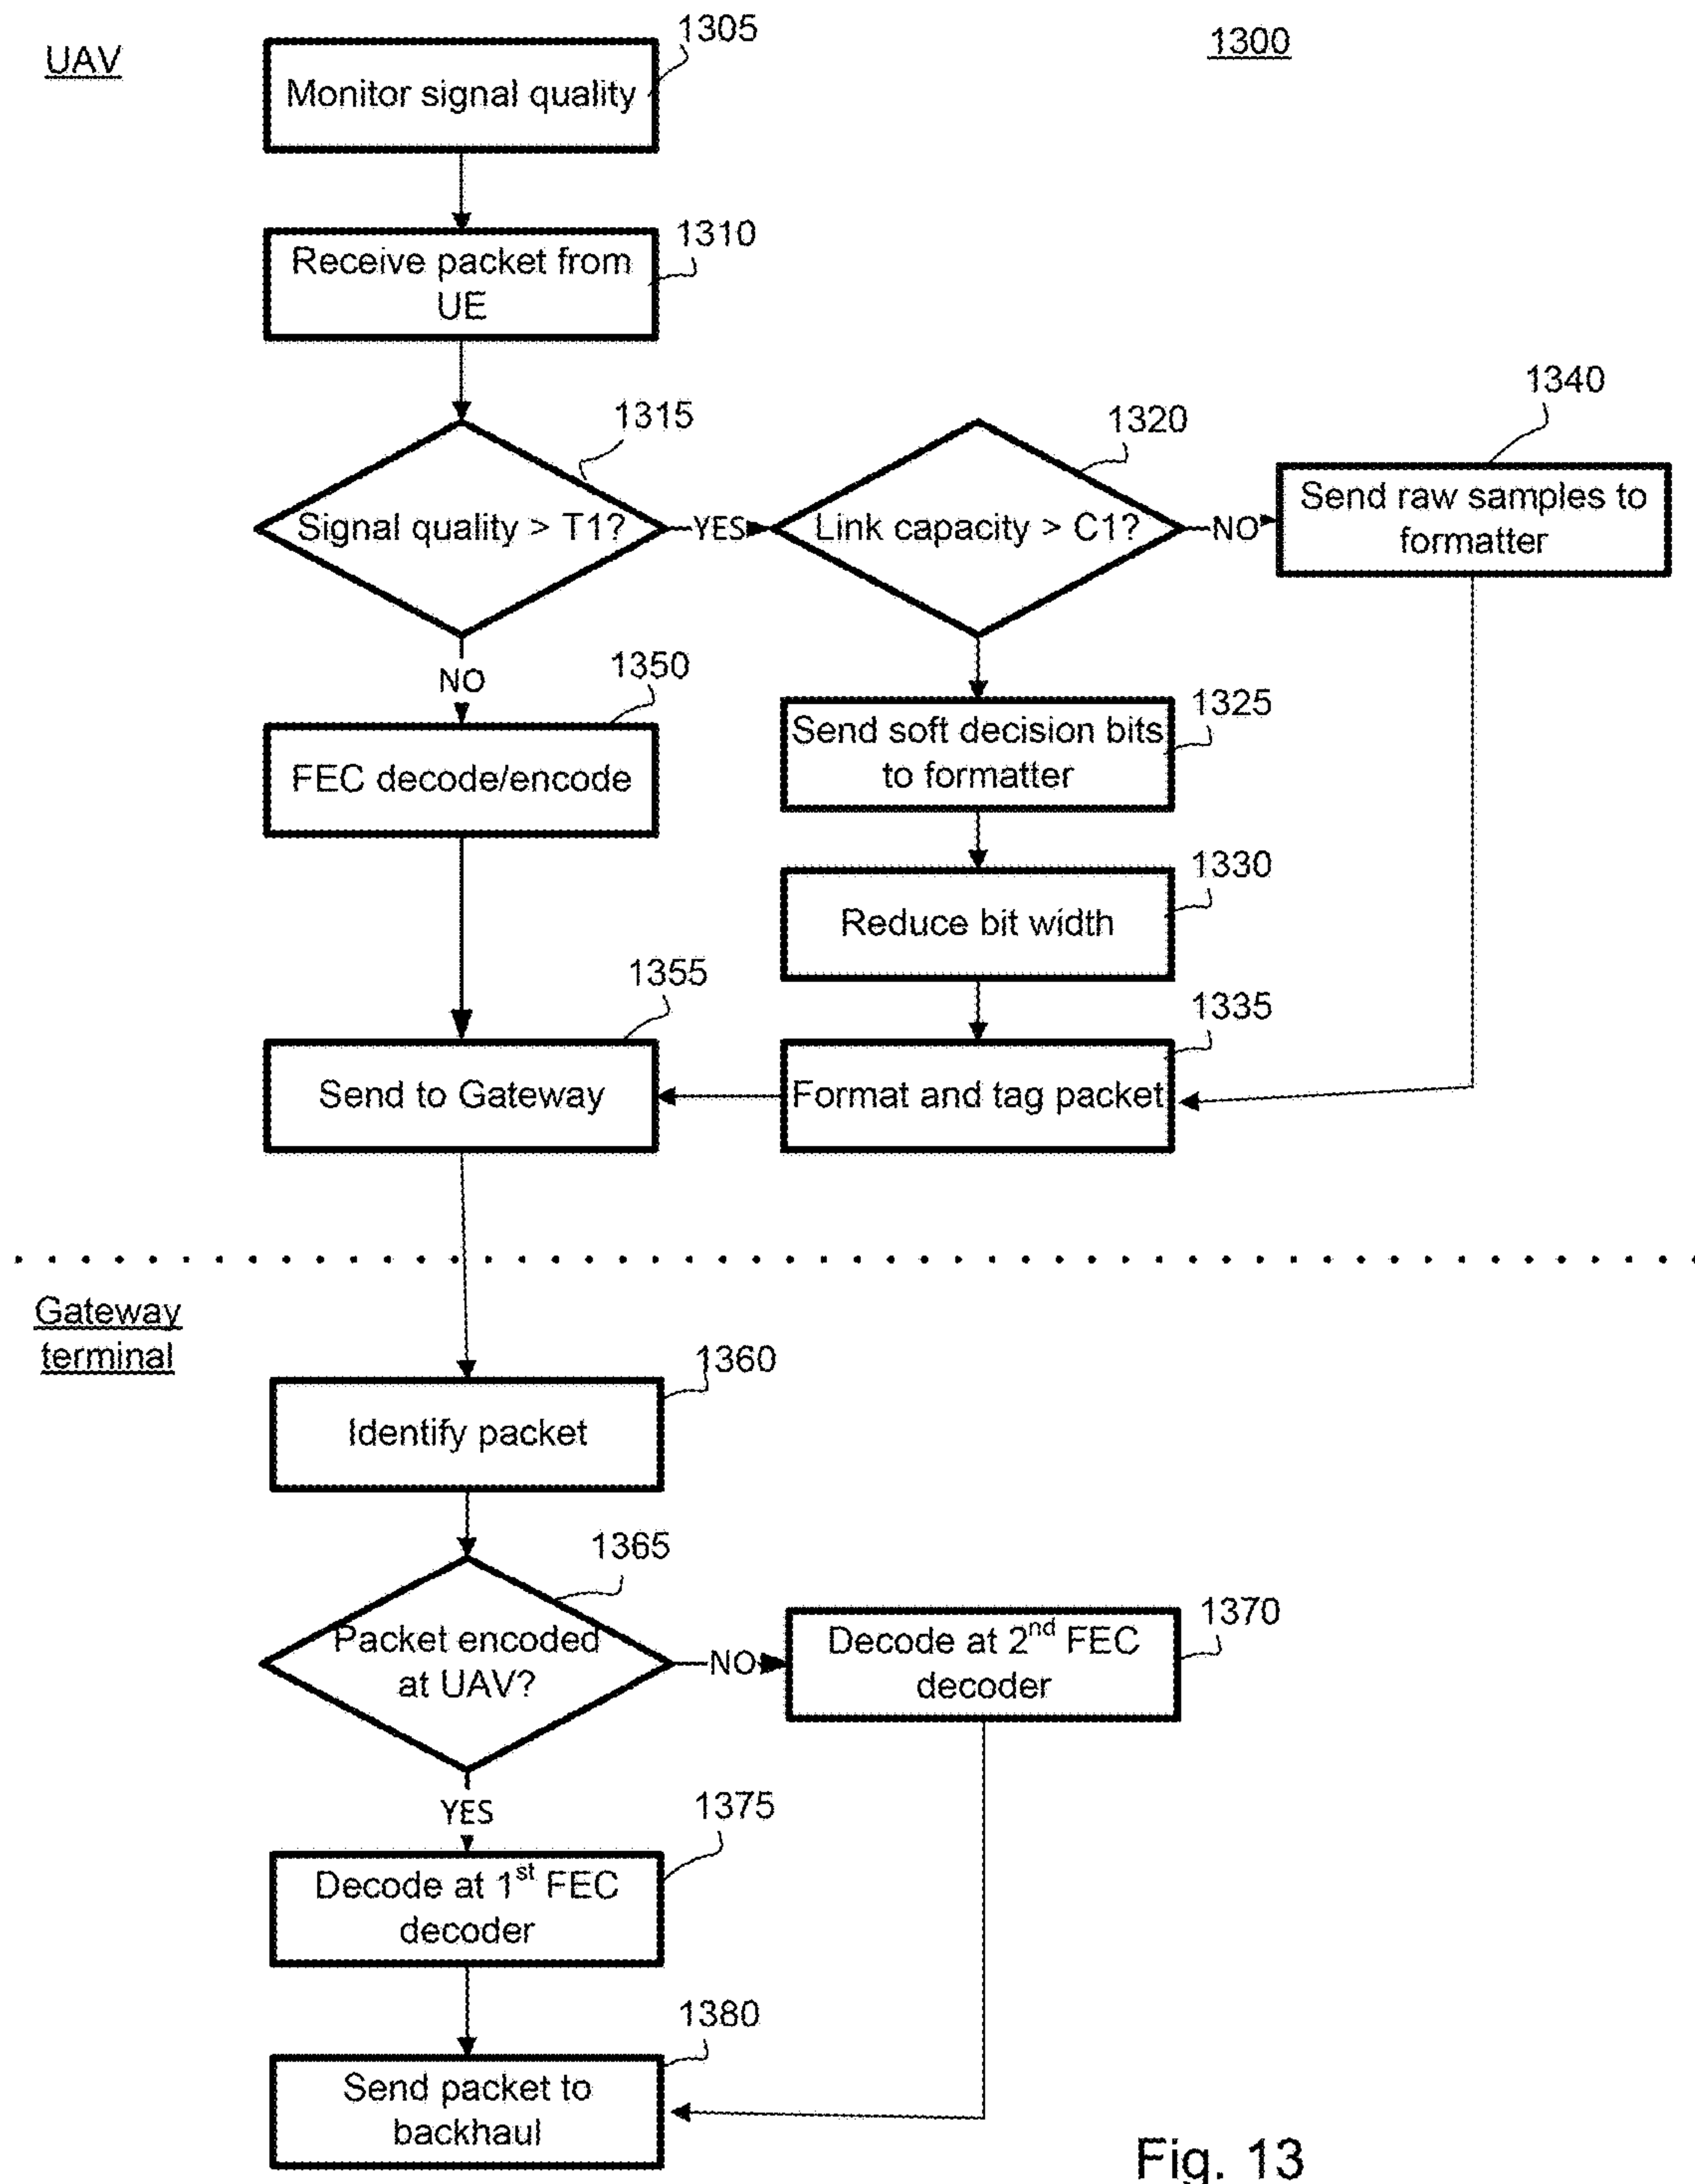 UAV
1300
1305
Monitor signal quality
1310
Receive packet from
UE
1315
Signal quality > T1?
YES
1320
Link capacity > C1?
NO
1340
Send raw samples to
formatter
NO
1350
FEC decode/encode
1325
Send soft decision bits
to formatter
1330
Reduce bit width
1335
Format and tag packet
1355
Send to Gateway
Gateway
terminal
1360
Identify packet
1365
Packet encoded
at UAV?
NO
1370
Decode at 2nd FEC
decoder
YES
1375
Decode at 1st FEC
decoder
1380
Send packet to
backhaul
Fig. 13